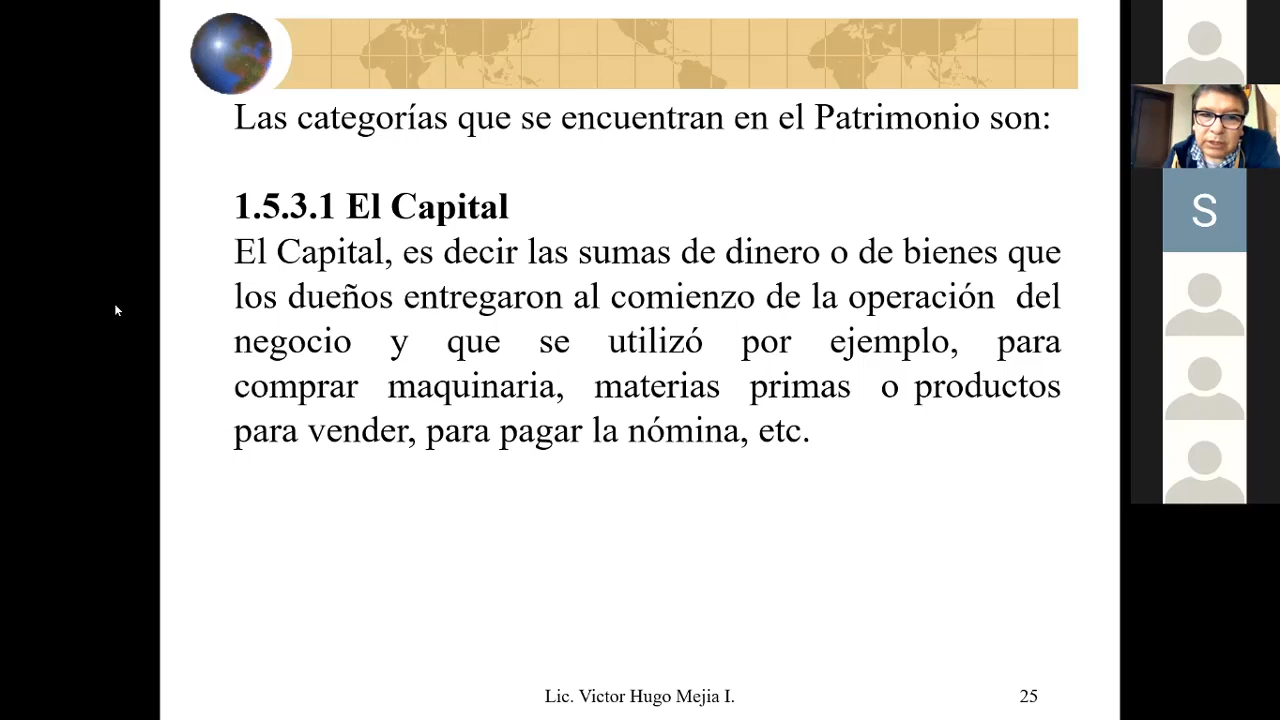 Las categorías que se encuentran en el Patrimonio son:
1.5.3.1 El Capital
El Capital, es decir las sumas de dinero o de bienes que
los dueños entregaron al comienzo de la operación del
negocio y que se utilizó por ejemplo, para
comprar maquinaria, materias primas o productos
para vender, para pagar la nómina, etc.
Lic. Victor Hugo Mejia I.
25
S